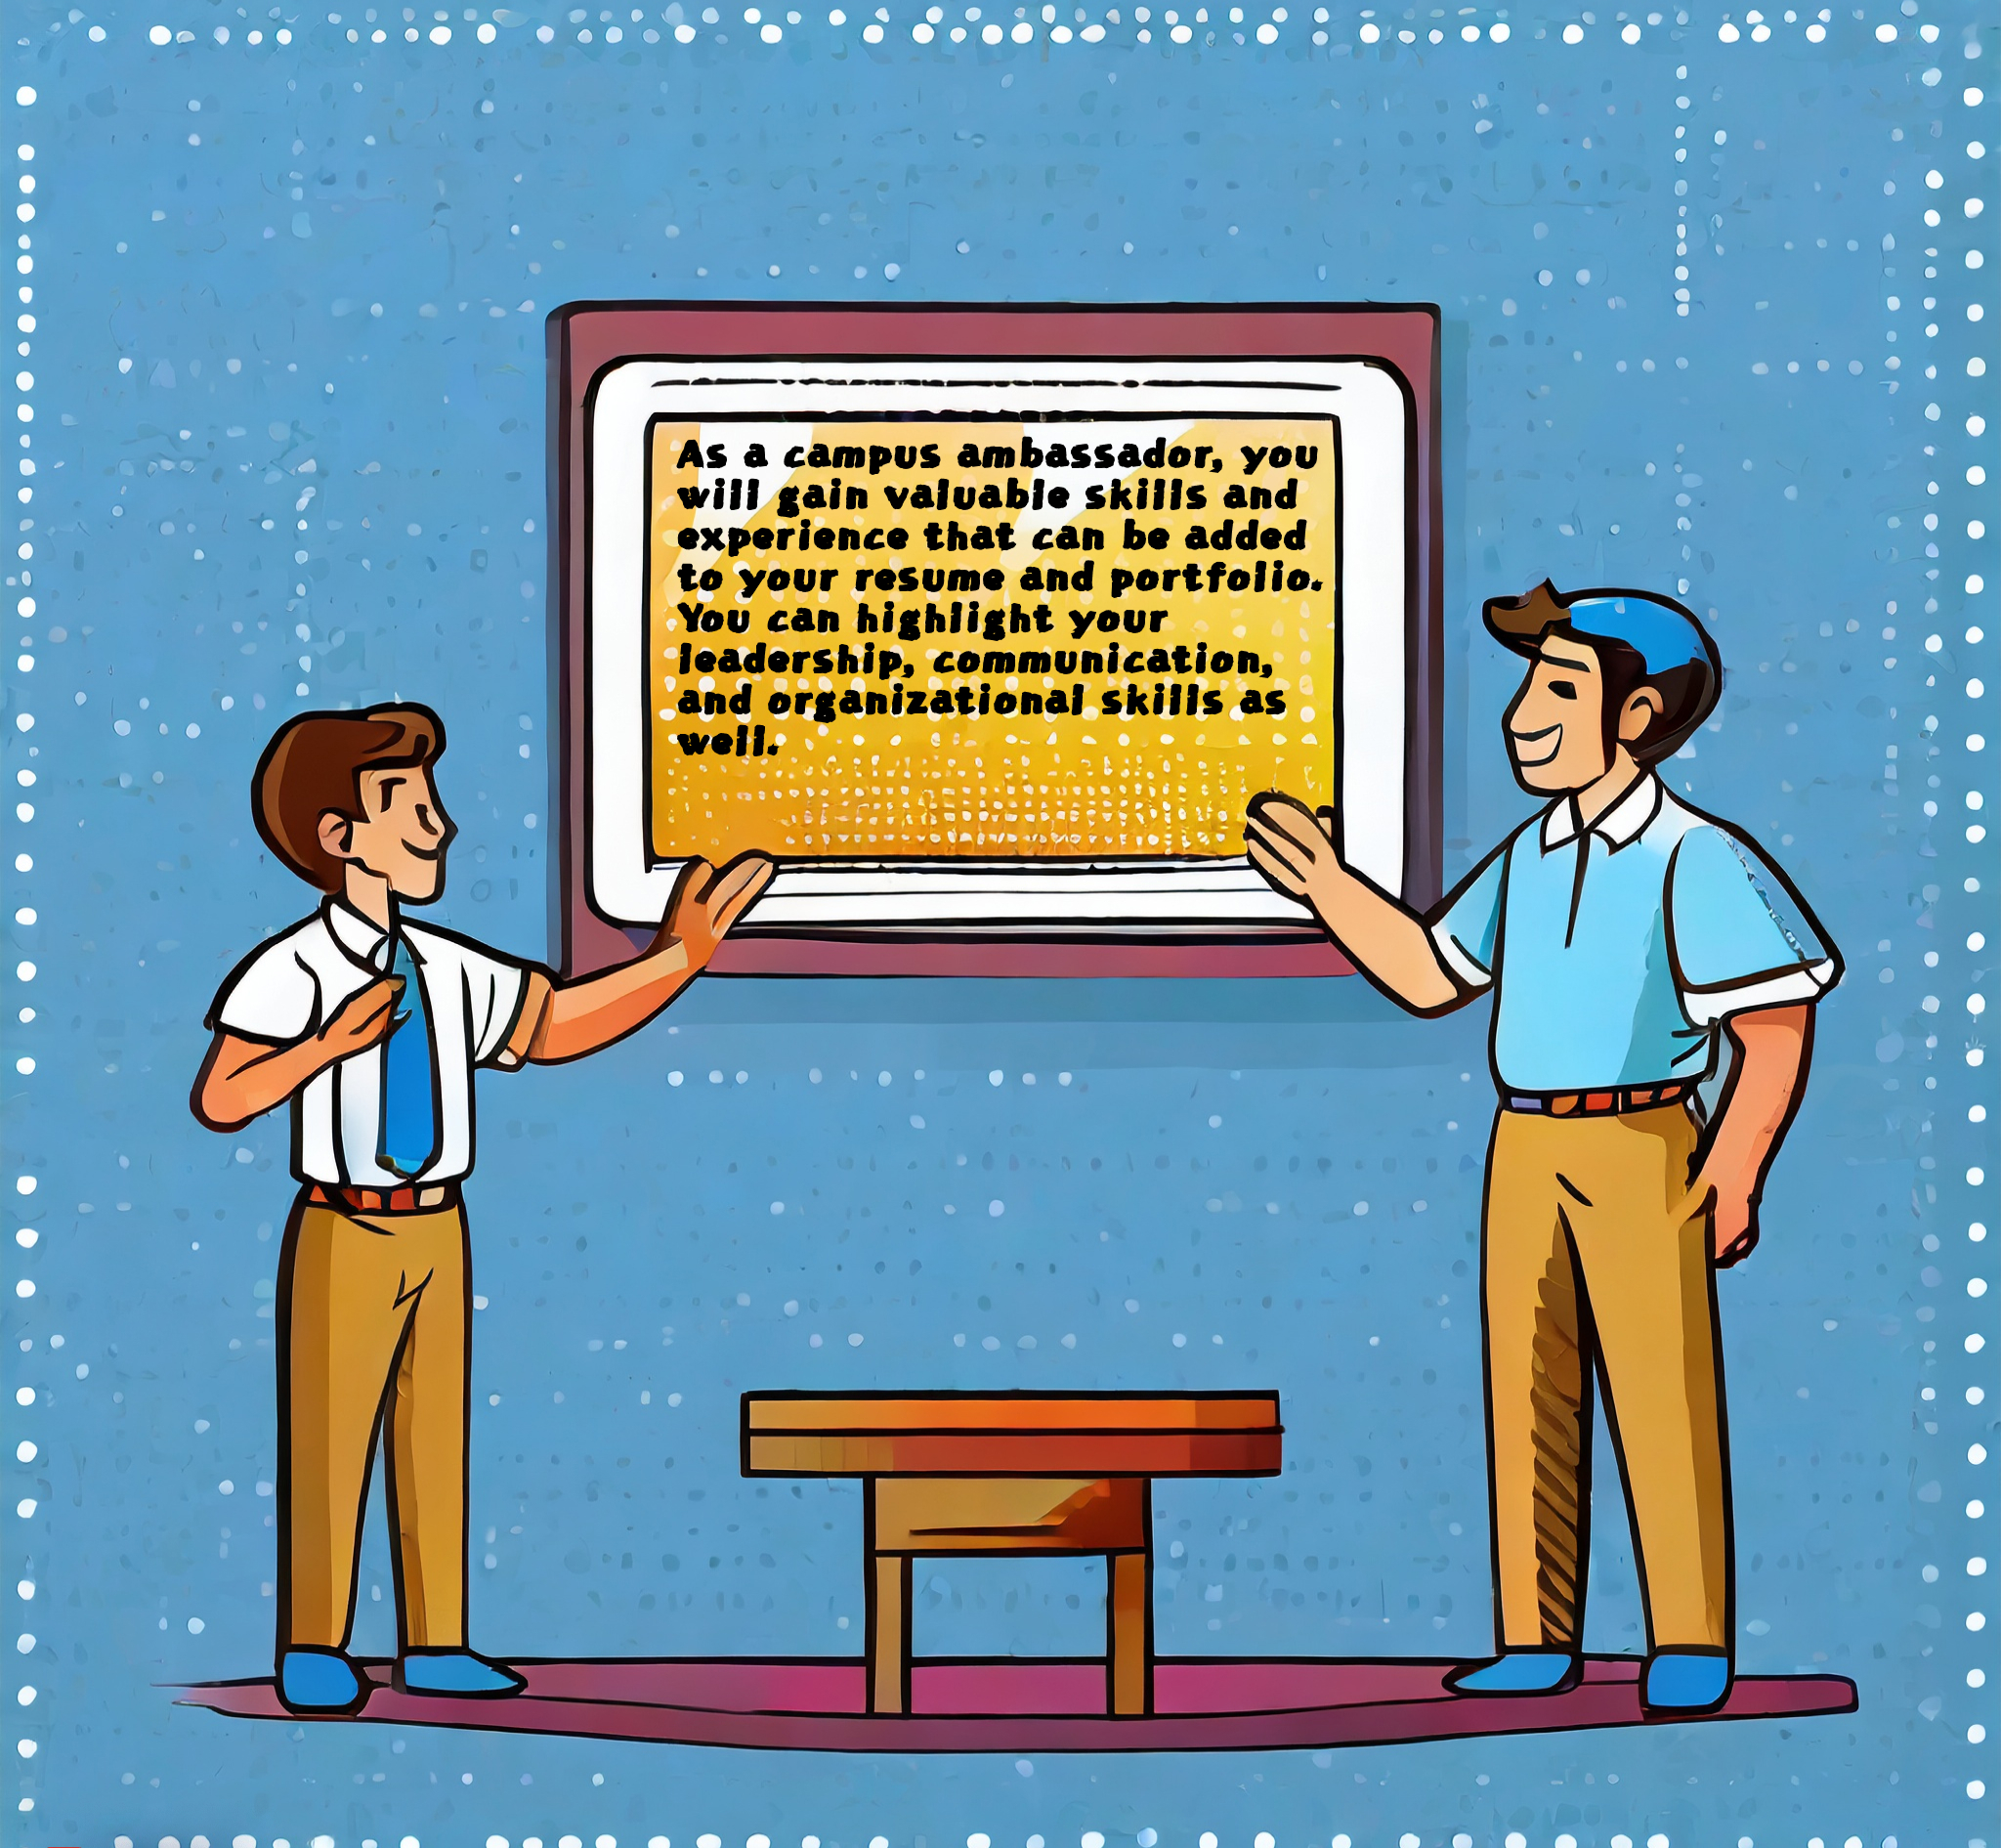 As a campus ambassador, you
will gain valuable skills and
experience that can be added
to your resume and portfolio.
You can highlight your
leadership, communication,
and organizational skills as
well.